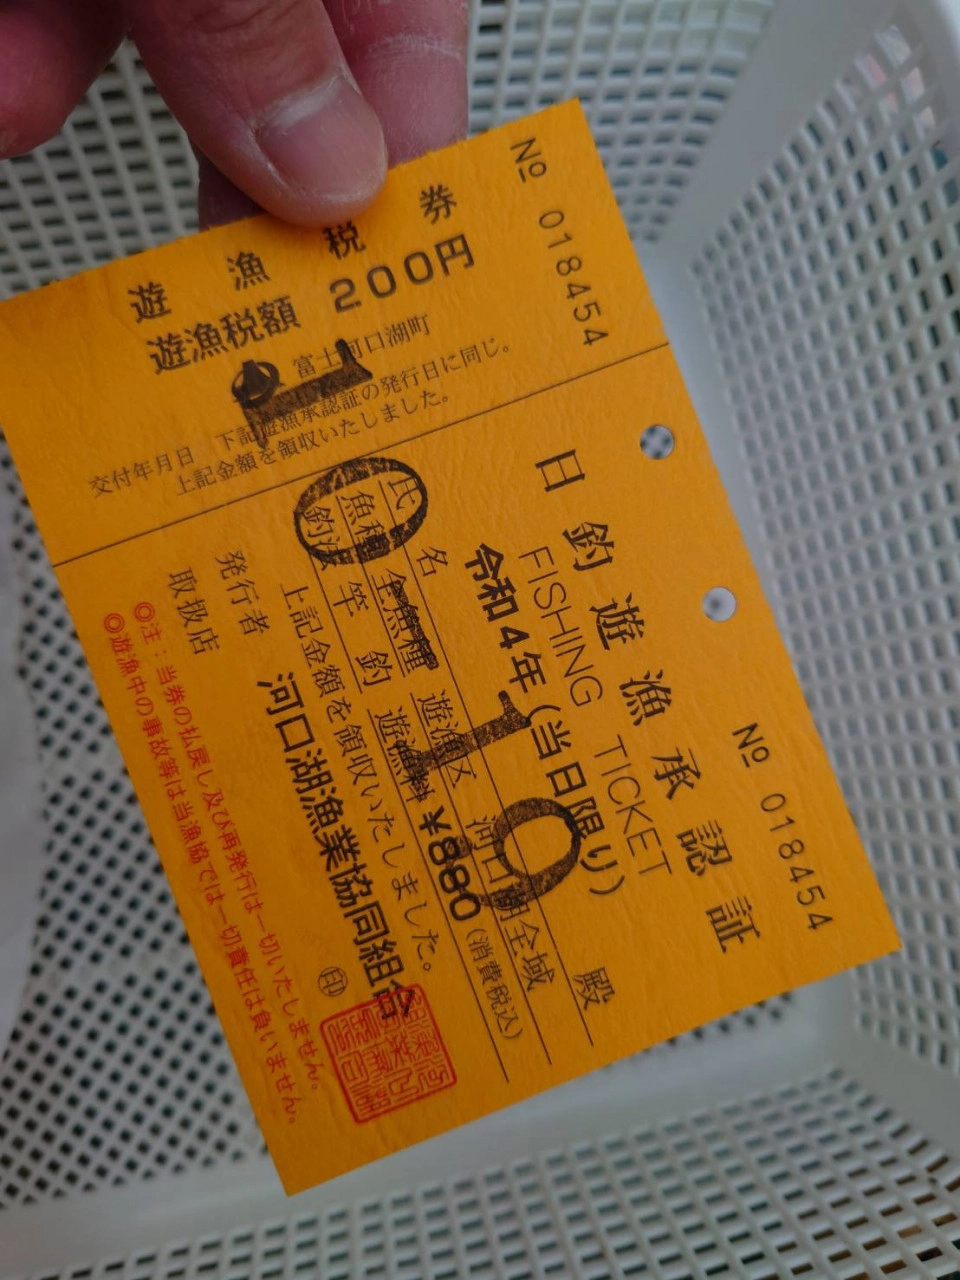 遊漁税券
№ 018454
遊漁税額 200円
富士河口湖町
交付年月日 下記遊漁承認証の発行日に同じ。
上記金額を領収いたしました。
№ 018454
日釣遊漁承認証
FISHING TICKET
令和4年(当日限り)
1 0
1 9
氏名 殿
魚種 全魚種 遊漁区 河口湖全域
釣法 竿釣 遊漁料 ¥880(消費税込)
上記金額を領収いたしました。
発行者 河口湖漁業協同組合 ㊞
取扱店
◎注:当券の払戻し及び再発行は一切いたしません。
◎遊漁中の事故等は当漁協では一切責任は負いません。